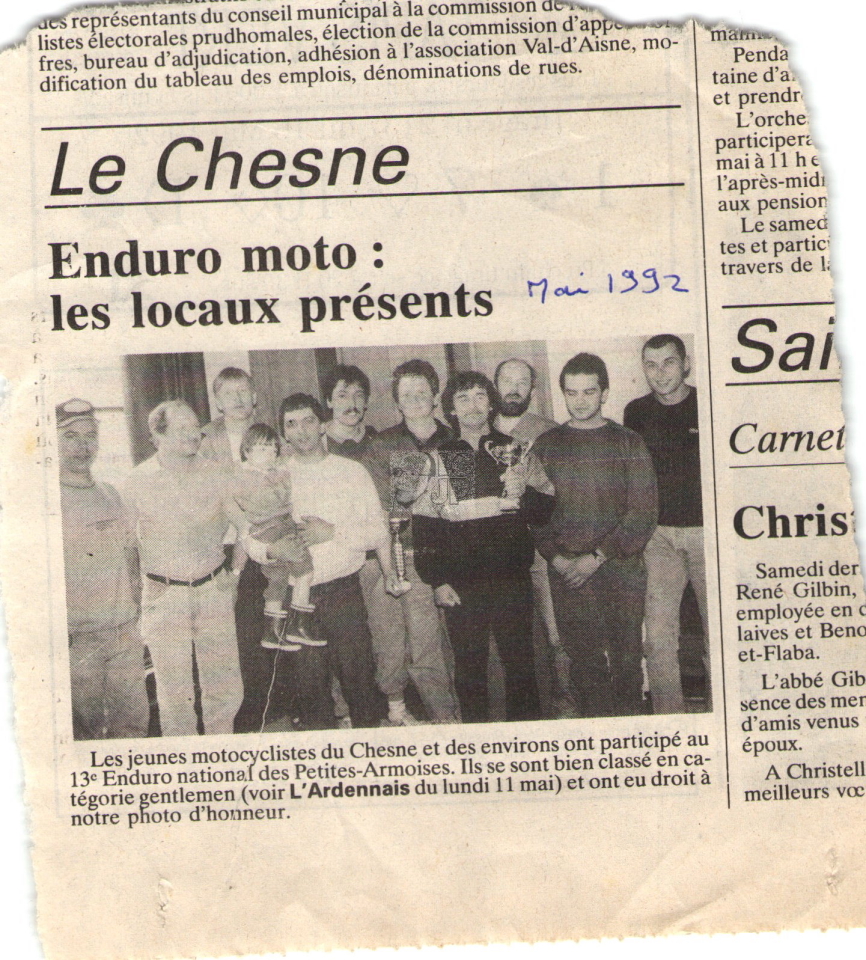 des représentants du conseil municipal à la commission de
listes électorales prudhomales, élection de la commission d'appel
fres, bureau d'adjudication, adhésion à l'association Val-d'Aisne, mo-
dification du tableau des emplois, dénominations de rues.
Le Chesne
Enduro moto :
les locaux présents
Mai 1992
Les jeunes motocyclistes du Chesne et des environs ont participé au
13e Enduro national des Petites-Armoises. Ils se sont bien classé en ca-
tégorie gentlemen (voir L'Ardennais du lundi 11 mai) et ont eu droit à
notre photo d'honneur.
Penda
taine d'a
et prendr
L'orche
participera
mai à 11 h e
l'après-midi
aux pension
Le samed
tes et partic
travers de la
Sai
Carnet
Christ
Samedi der
René Gilbin,
employée en c
laives et Beno
et-Flaba.
L'abbé Gib
sence des mem
d'amis venus
époux.
A Christell
meilleurs vœ